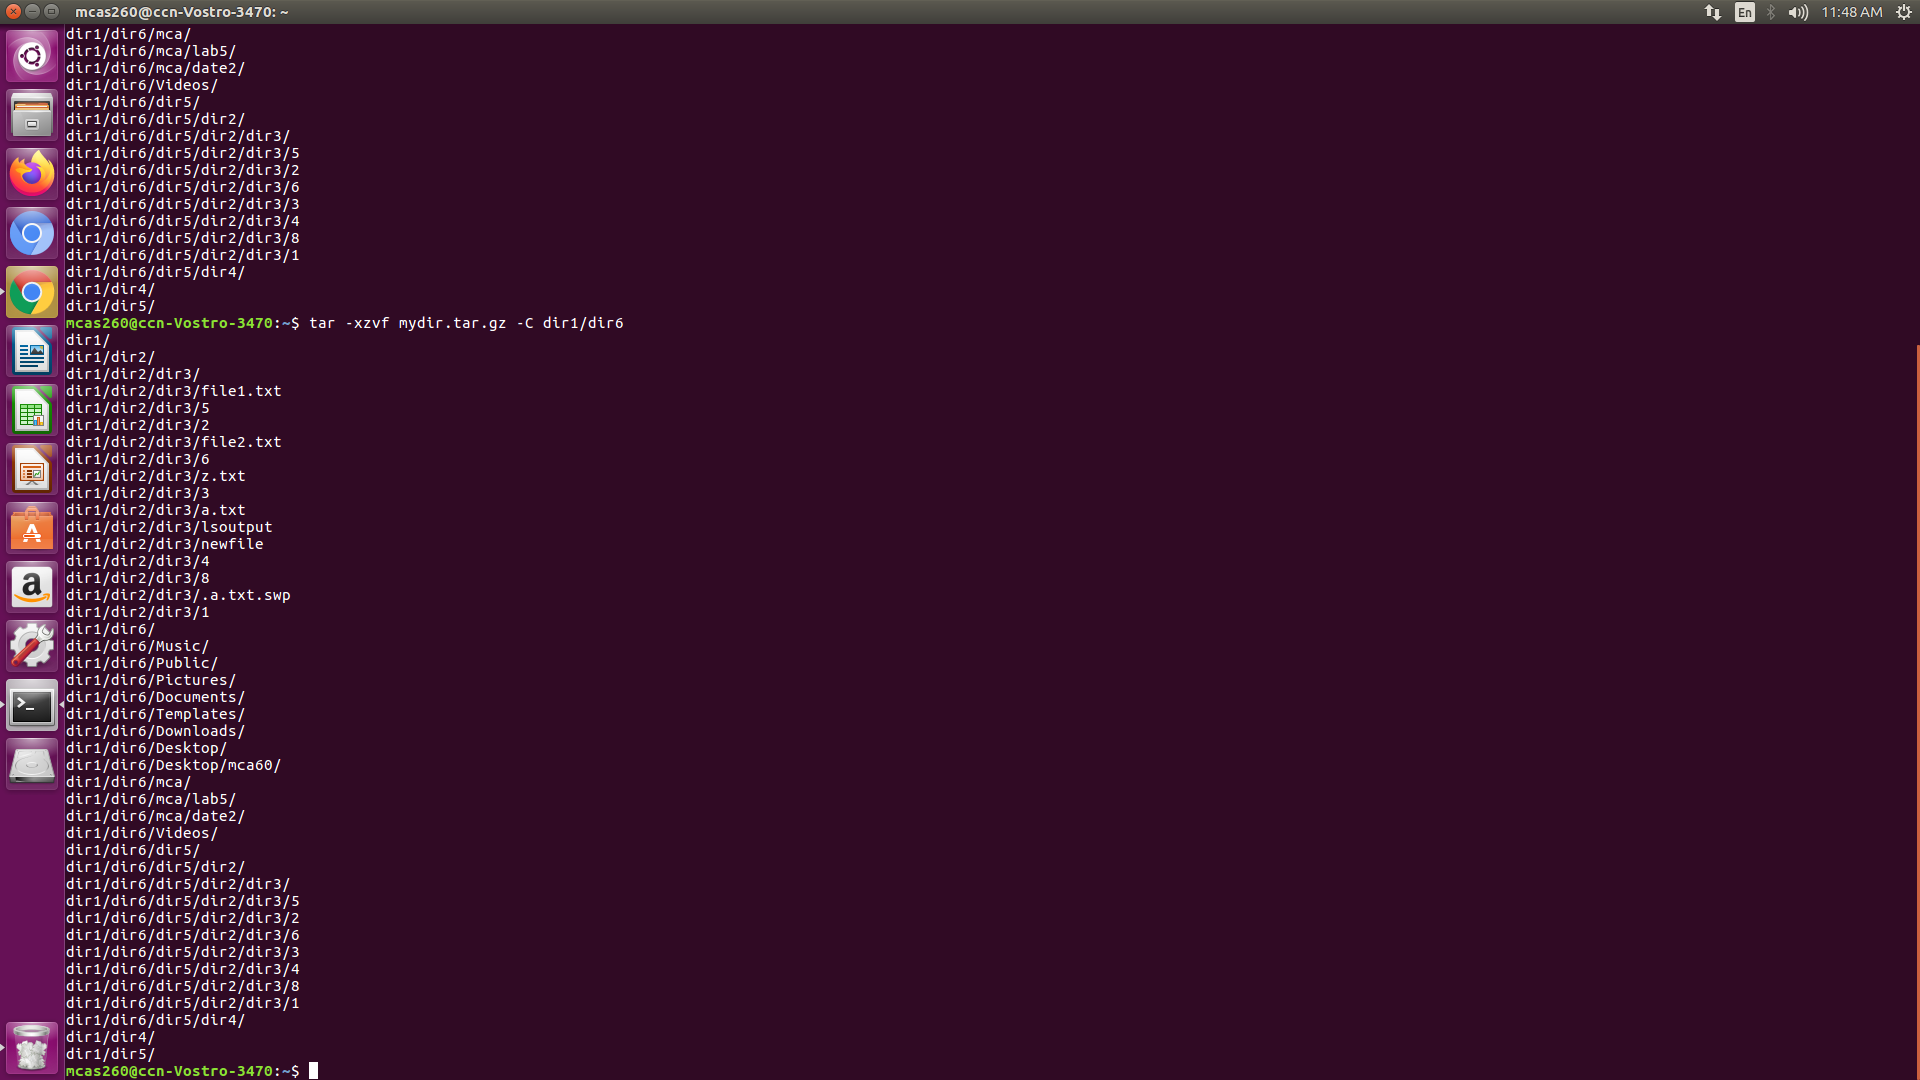 mcas260@ccn-Vostro-3470: ~
En
11:48 AM
dir1/dir6/mca/
dir1/dir6/mca/lab5/
dir1/dir6/mca/date2/
dir1/dir6/Videos/
dir1/dir6/dir5/
dir1/dir6/dir5/dir2/
dir1/dir6/dir5/dir2/dir3/
dir1/dir6/dir5/dir2/dir3/5
dir1/dir6/dir5/dir2/dir3/2
dir1/dir6/dir5/dir2/dir3/6
dir1/dir6/dir5/dir2/dir3/3
dir1/dir6/dir5/dir2/dir3/4
dir1/dir6/dir5/dir2/dir3/8
dir1/dir6/dir5/dir2/dir3/1
dir1/dir6/dir5/dir4/
dir1/dir4/
dir1/dir5/
mcas260@ccn-Vostro-3470:~$ tar -xzvf mydir.tar.gz -C dir1/dir6
dir1/
dir1/dir2/
dir1/dir2/dir3/
dir1/dir2/dir3/file1.txt
dir1/dir2/dir3/5
dir1/dir2/dir3/2
dir1/dir2/dir3/file2.txt
dir1/dir2/dir3/6
dir1/dir2/dir3/z.txt
dir1/dir2/dir3/3
dir1/dir2/dir3/a.txt
dir1/dir2/dir3/lsoutput
dir1/dir2/dir3/newfile
dir1/dir2/dir3/4
dir1/dir2/dir3/8
dir1/dir2/dir3/.a.txt.swp
dir1/dir2/dir3/1
dir1/dir6/
dir1/dir6/Music/
dir1/dir6/Public/
dir1/dir6/Pictures/
dir1/dir6/Documents/
dir1/dir6/Templates/
dir1/dir6/Downloads/
dir1/dir6/Desktop/
dir1/dir6/Desktop/mca60/
dir1/dir6/mca/
dir1/dir6/mca/lab5/
dir1/dir6/mca/date2/
dir1/dir6/Videos/
dir1/dir6/dir5/
dir1/dir6/dir5/dir2/
dir1/dir6/dir5/dir2/dir3/
dir1/dir6/dir5/dir2/dir3/5
dir1/dir6/dir5/dir2/dir3/2
dir1/dir6/dir5/dir2/dir3/6
dir1/dir6/dir5/dir2/dir3/3
dir1/dir6/dir5/dir2/dir3/4
dir1/dir6/dir5/dir2/dir3/8
dir1/dir6/dir5/dir2/dir3/1
dir1/dir6/dir5/dir4/
dir1/dir4/
dir1/dir5/
mcas260@ccn-Vostro-3470:~$